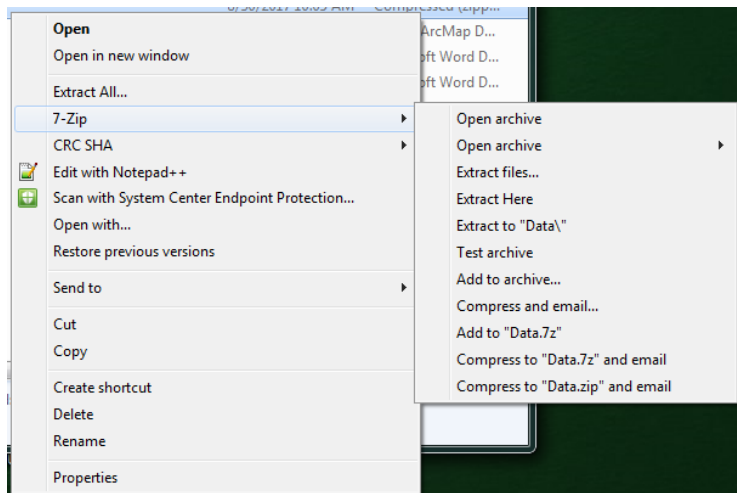 Compressed (zipp...
ArcMap D...
oft Word D...
oft Word D...
Open
Open in new window
Extract All...
7-Zip
CRC SHA
Edit with Notepad++
Scan with System Center Endpoint Protection...
Open with...
Restore previous versions
Send to
Cut
Copy
Create shortcut
Delete
Rename
Properties
Open archive
Open archive
Extract files...
Extract Here
Extract to "Data\"
Test archive
Add to archive...
Compress and email...
Add to "Data.7z"
Compress to "Data.7z" and email
Compress to "Data.zip" and email